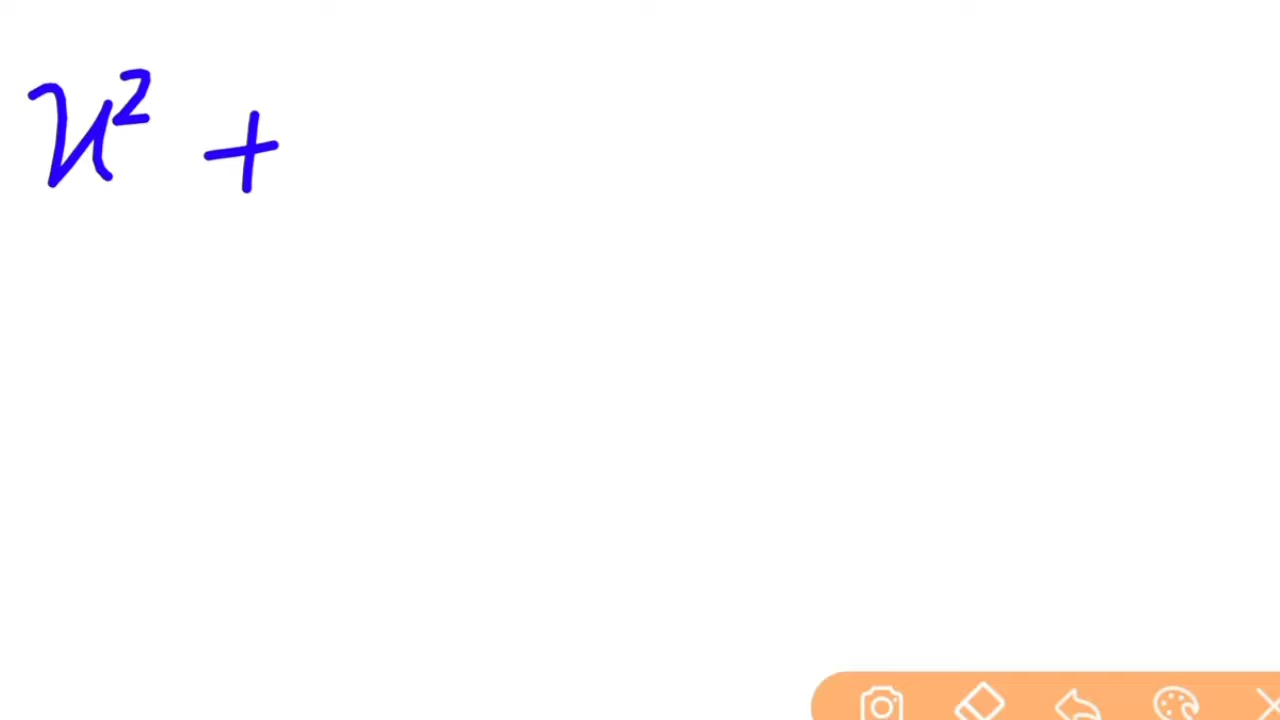 x² +